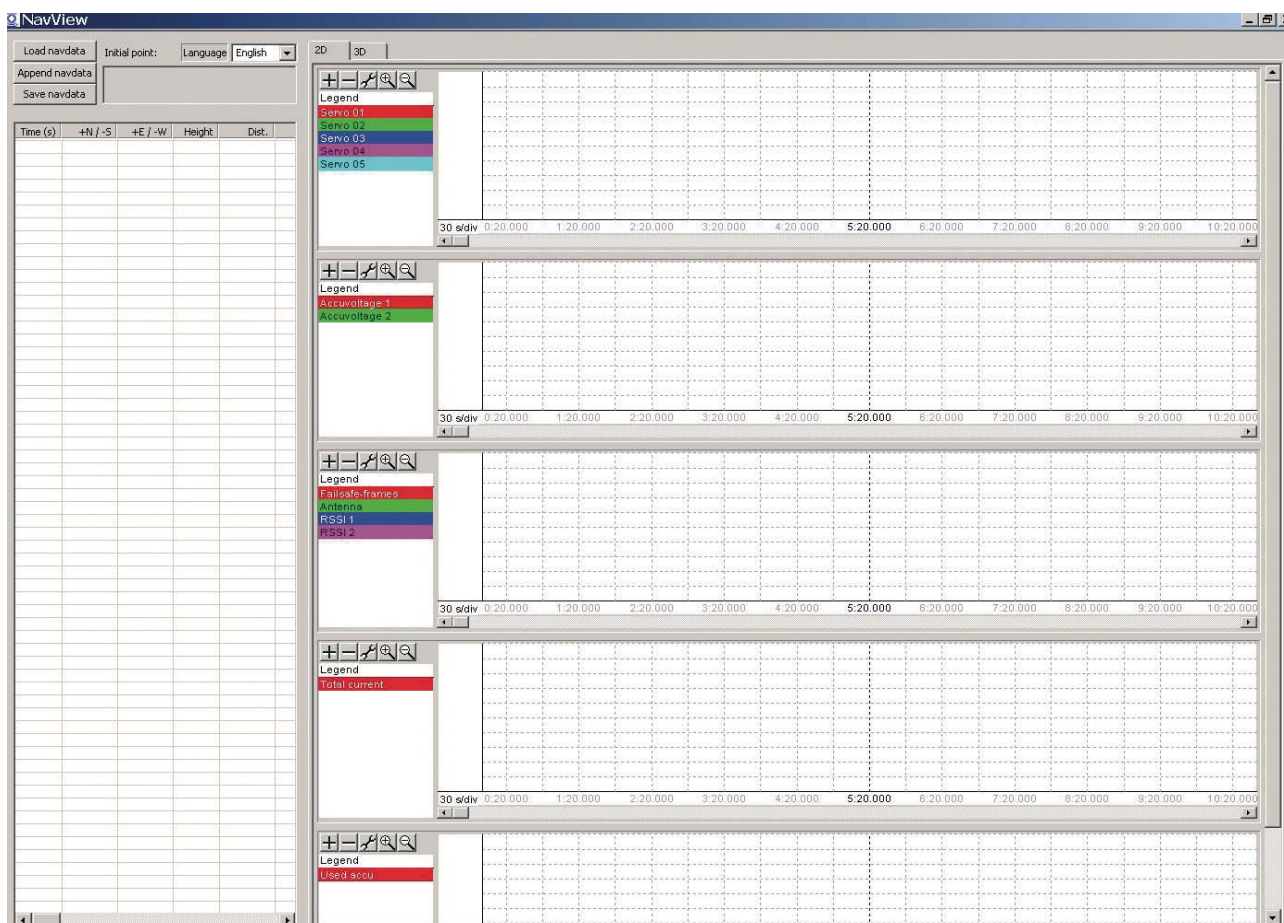 NavView
Load navdata
Initial point:
Language English
Append navdata
Save navdata
Time (s) +N / -S +E / -W Height Dist.
2D 3D
Legend
Servo 01
Servo 02
Servo 03
Servo 04
Servo 05
30 s/div 0:20.000 1:20.000 2:20.000 3:20.000 4:20.000 5:20.000 6:20.000 7:20.000 8:20.000 9:20.000 10:20.000
Legend
Accuvoltage 1
Accuvoltage 2
30 s/div 0:20.000 1:20.000 2:20.000 3:20.000 4:20.000 5:20.000 6:20.000 7:20.000 8:20.000 9:20.000 10:20.000
Legend
Failsafe-frames
Antenna
RSSI 1
RSSI 2
30 s/div 0:20.000 1:20.000 2:20.000 3:20.000 4:20.000 5:20.000 6:20.000 7:20.000 8:20.000 9:20.000 10:20.000
Legend
Total current
30 s/div 0:20.000 1:20.000 2:20.000 3:20.000 4:20.000 5:20.000 6:20.000 7:20.000 8:20.000 9:20.000 10:20.000
Legend
Used accu